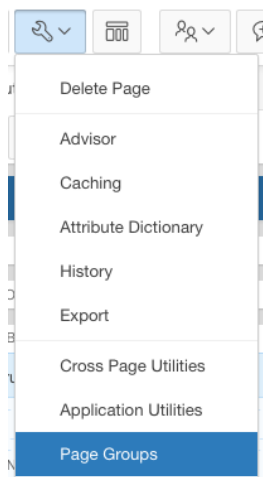 Delete Page
Advisor
Caching
Attribute Dictionary
History
Export
Cross Page Utilities
Application Utilities
Page Groups